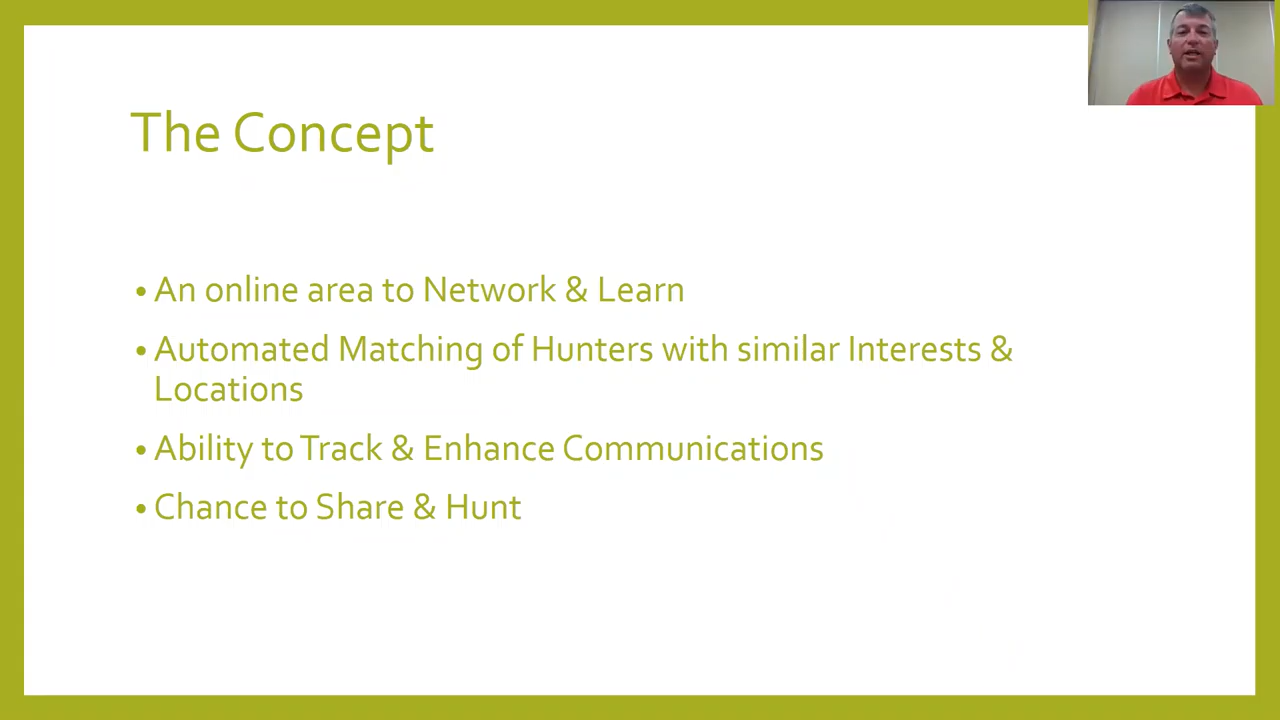 The Concept
• An online area to Network & Learn
• Automated Matching of Hunters with similar Interests &
Locations
• Ability to Track & Enhance Communications
• Chance to Share & Hunt